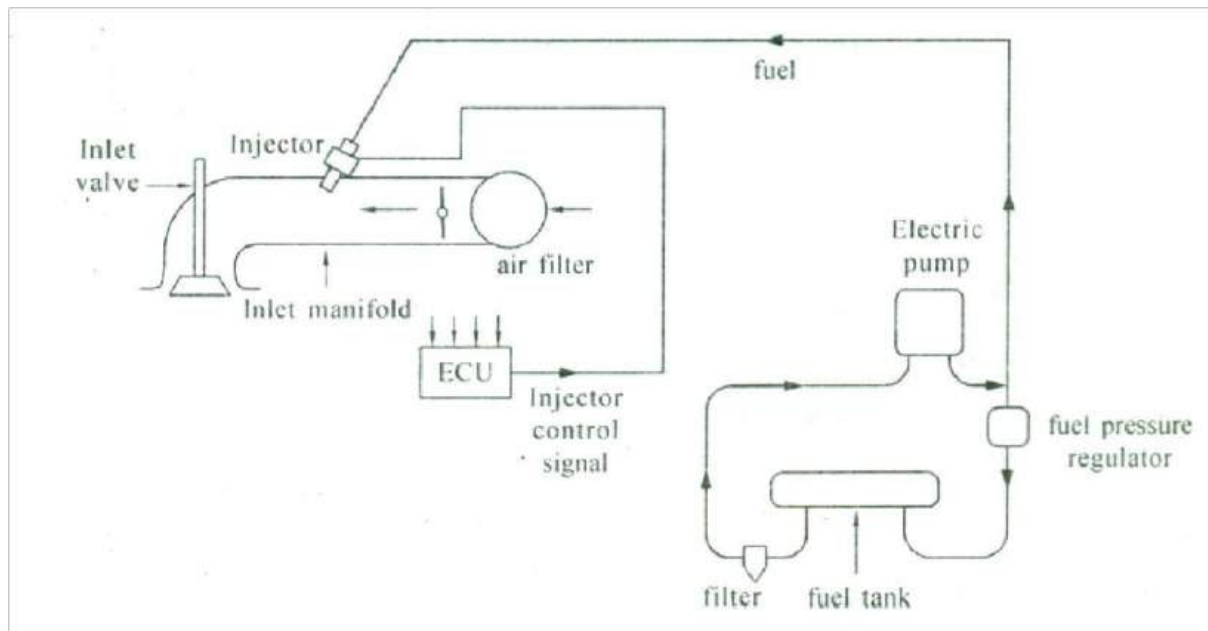 fuel
Injector
Inlet
valve
air filter
Inlet manifold
ECU
Injector
control
signal
Electric
pump
fuel pressure
regulator
filter
fuel tank